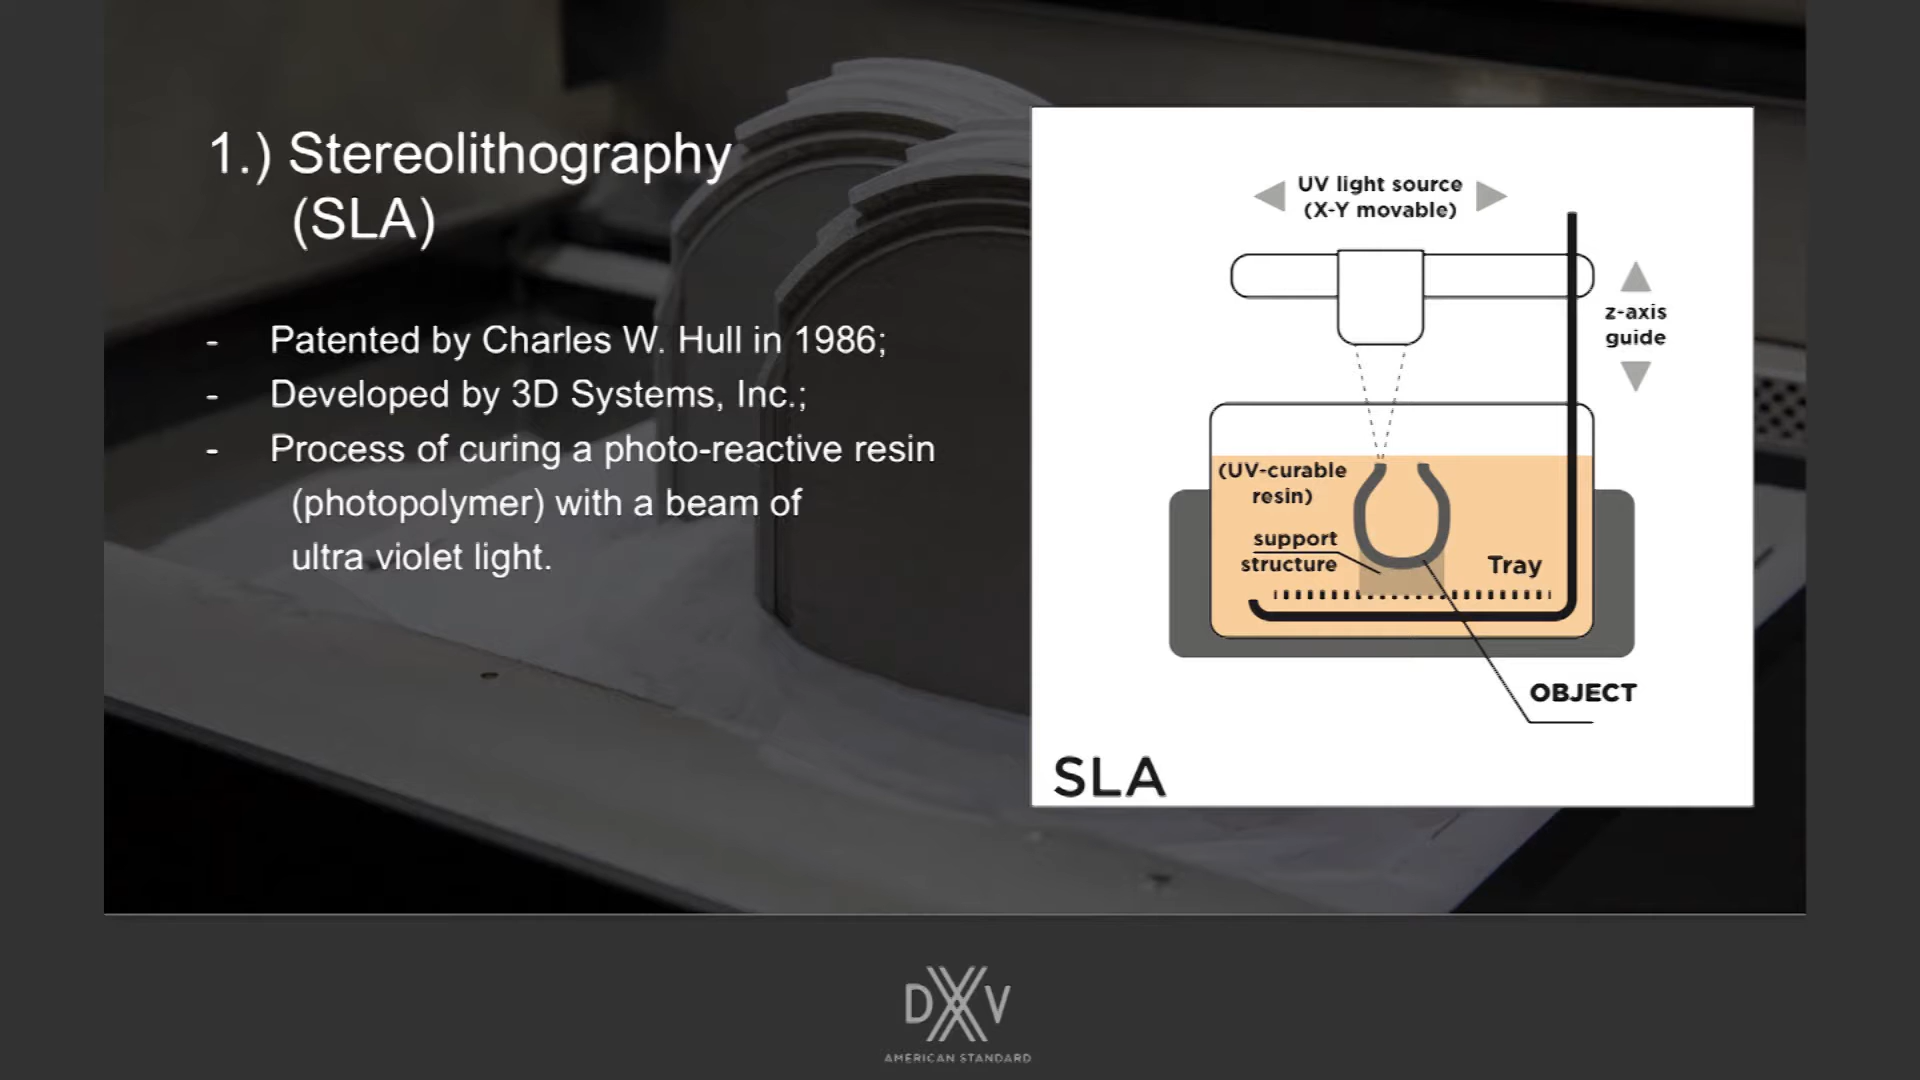 1.) Stereolithography
(SLA)
- Patented by Charles W. Hull in 1986;
- Developed by 3D Systems, Inc.;
- Process of curing a photo-reactive resin
(photopolymer) with a beam of
ultra violet light.
UV light source
(X-Y movable)
z-axis
guide
(UV-curable
resin)
support
structure
Tray
OBJECT
SLA
DXV
AMERICAN STANDARD